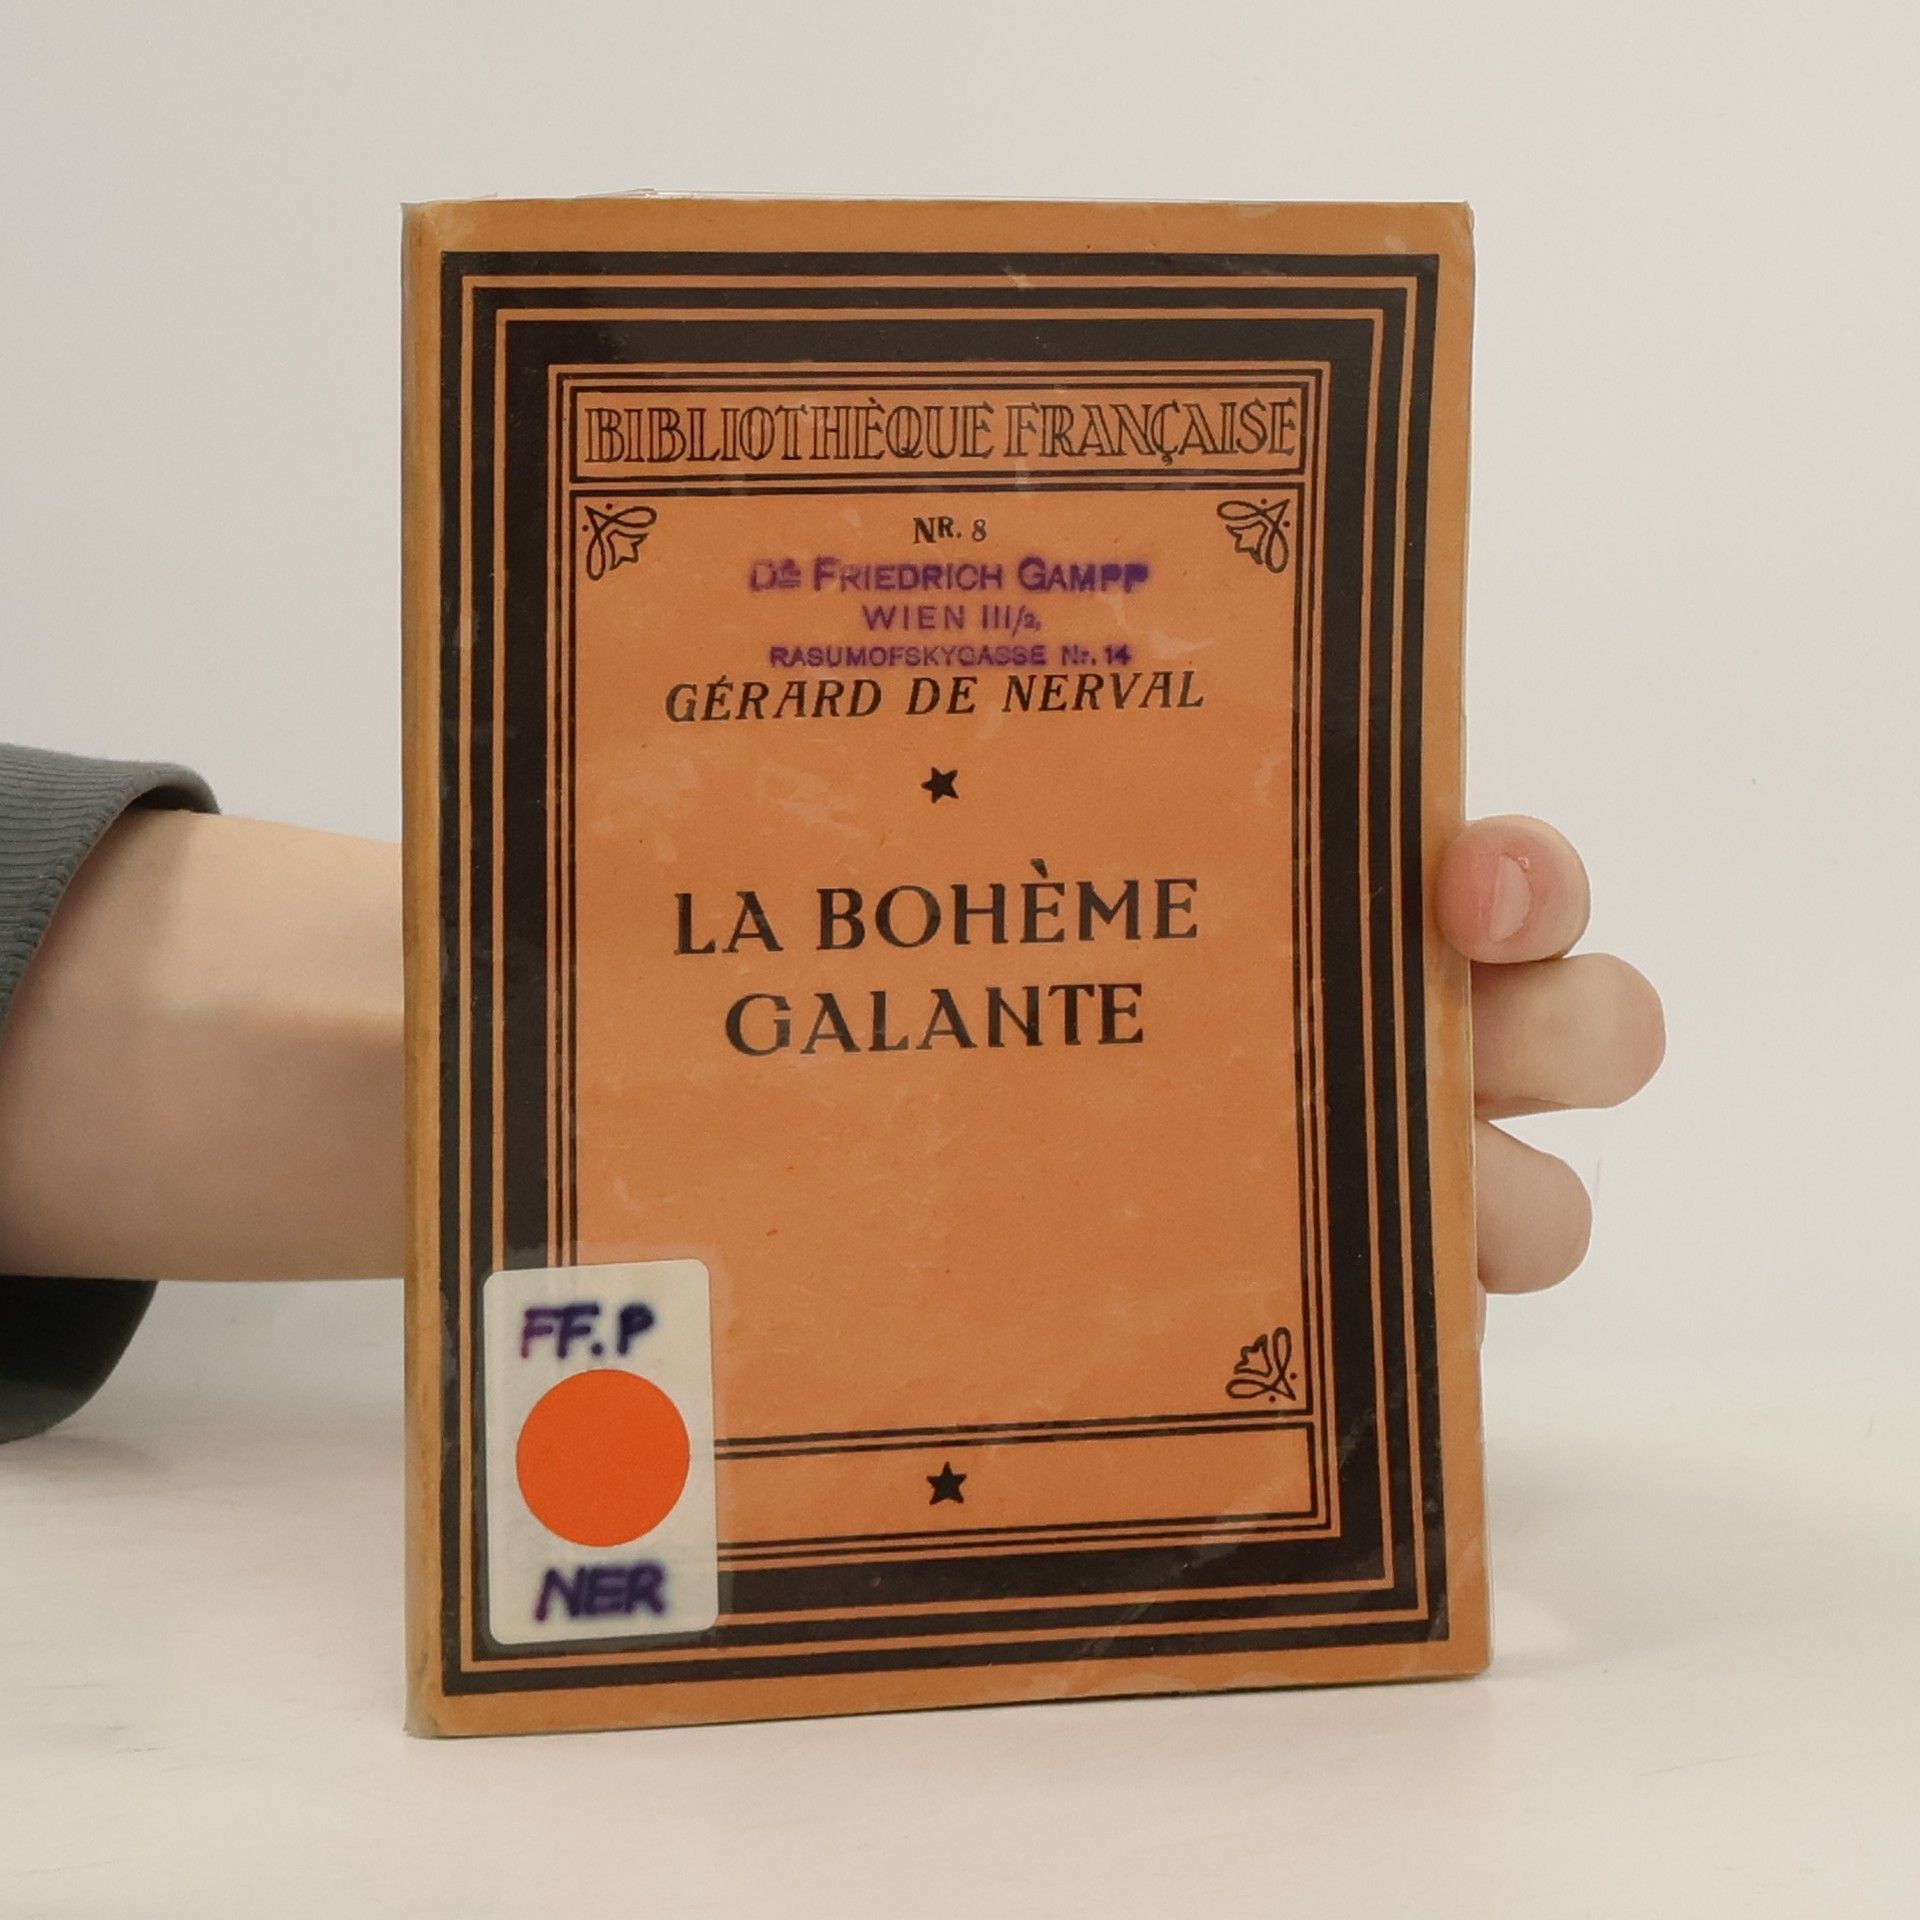 BIBLIOTHÈQUE FRANÇAISE
NR. 8
DR. FRIEDRICH GAMPP
WIEN III/2,
RASUMOFSKYGASSE Nr. 14
GÉRARD DE NERVAL
LA BOHÈME
GALANTE
FF.P
NER